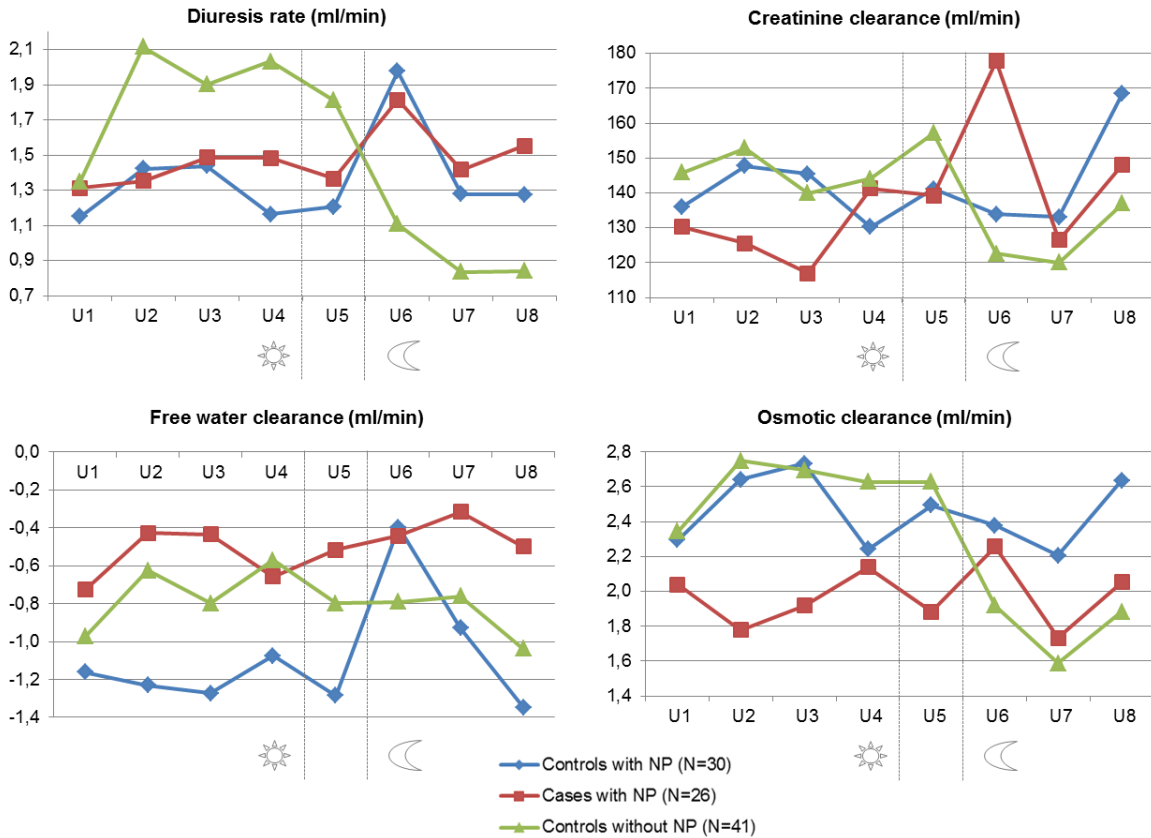 Diuresis rate (ml/min)
2,1
1,9
1,7
1,5
1,3
1,1
0,9
0,7
U1 U2 U3 U4 U5 U6 U7 U8
Creatinine clearance (ml/min)
180
170
160
150
140
130
120
110
U1 U2 U3 U4 U5 U6 U7 U8
Free water clearance (ml/min)
0,0
U1 U2 U3 U4 U5 U6 U7 U8
-0,2
-0,4
-0,6
-0,8
-1,0
-1,2
-1,4
Osmotic clearance (ml/min)
2,8
2,6
2,4
2,2
2,0
1,8
1,6
1,4
U1 U2 U3 U4 U5 U6 U7 U8
Controls with NP (N=30)
Cases with NP (N=26)
Controls without NP (N=41)